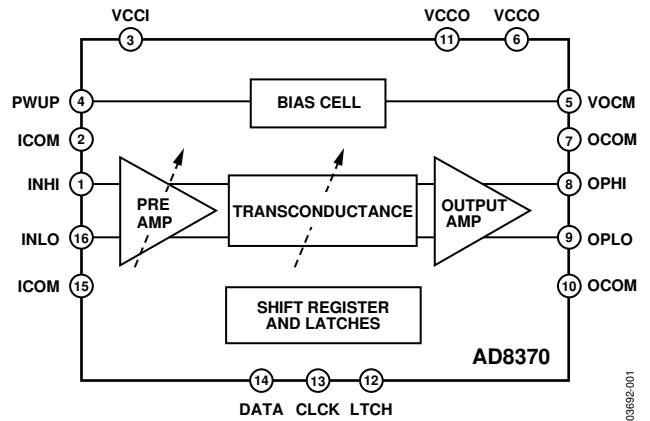 VCCI VCCO VCCO
3 11 6
BIAS CELL
PWUP 4 5 VOCM
ICOM 2 7 OCOM
INHI 1 8 OPHI
PRE
AMP
TRANSCONDUCTANCE
OUTPUT
AMP
INLO 16 9 OPLO
ICOM 15 10 OCOM
SHIFT REGISTER
AND LATCHES
AD8370
14 13 12
DATA CLCK LTCH
03692-001